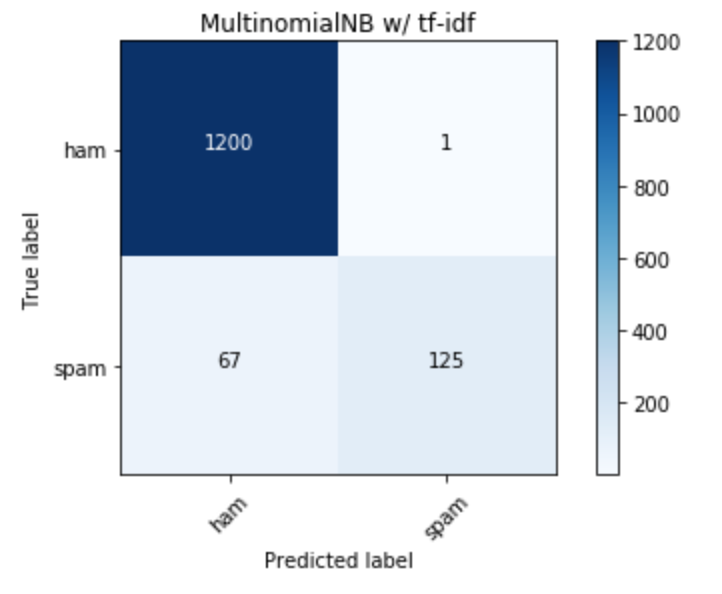 MultinomialNB w/ tf-idf
True label
ham
spam
1200
1
67
125
ham
spam
Predicted label
1200
1000
800
600
400
200